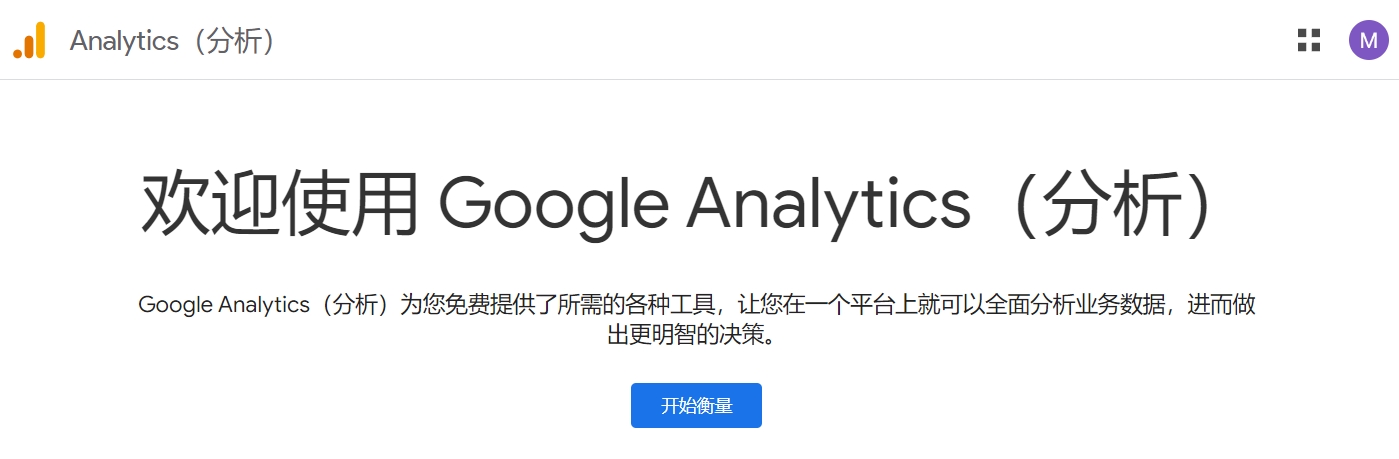 Analytics（分析）
M
欢迎使用 Google Analytics（分析）
Google Analytics（分析）为您免费提供了所需的各种工具，让您在一个平台上就可以全面分析业务数据，进而做
出更明智的决策。
开始衡量